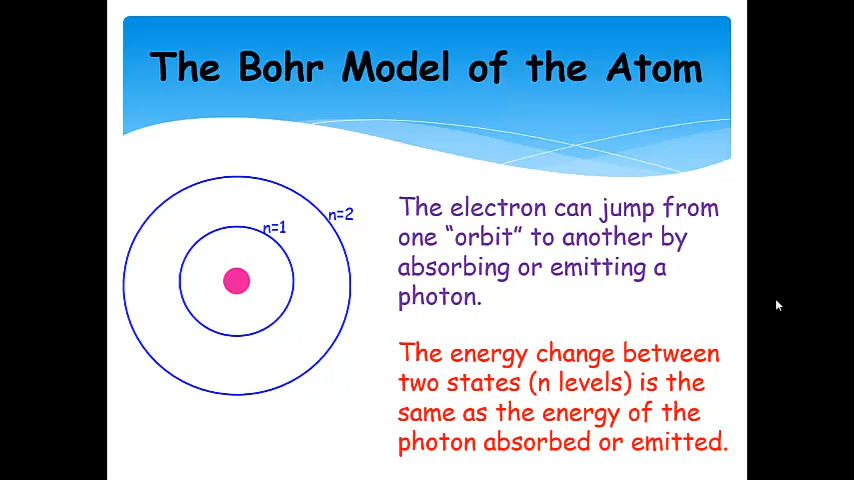 The Bohr Model of the Atom
n=1
n=2
The electron can jump from
one “orbit” to another by
absorbing or emitting a
photon.
The energy change between
two states (n levels) is the
same as the energy of the
photon absorbed or emitted.